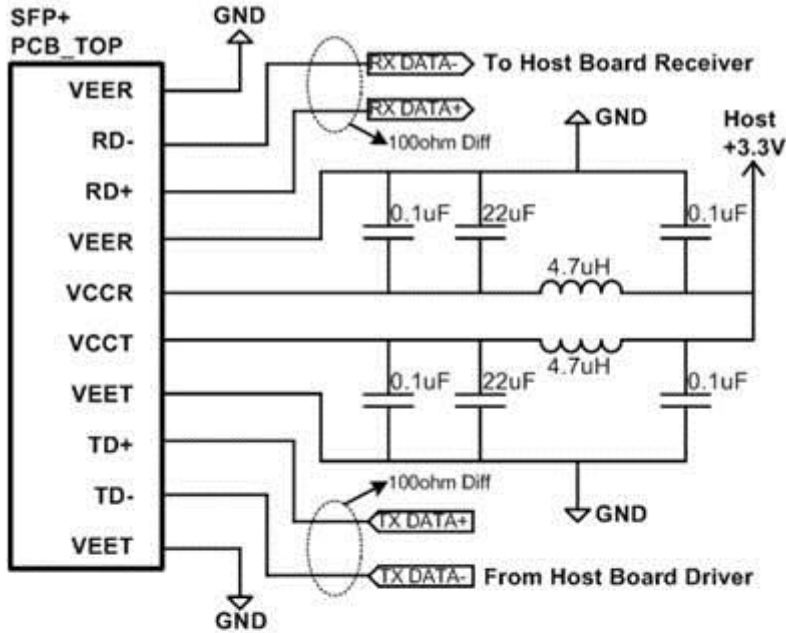 SFP+
PCB_TOP
GND
VEER
RX DATA-
To Host Board Receiver
RX DATA+
RD-
100ohm Diff
GND
Host
+3.3V
RD+
0.1uF
22uF
0.1uF
VEER
4.7uH
VCCR
VCCT
4.7uH
0.1uF
22uF
0.1uF
VEET
TD+
100ohm Diff
TD-
TX DATA+
GND
VEET
TX DATA-
From Host Board Driver
GND